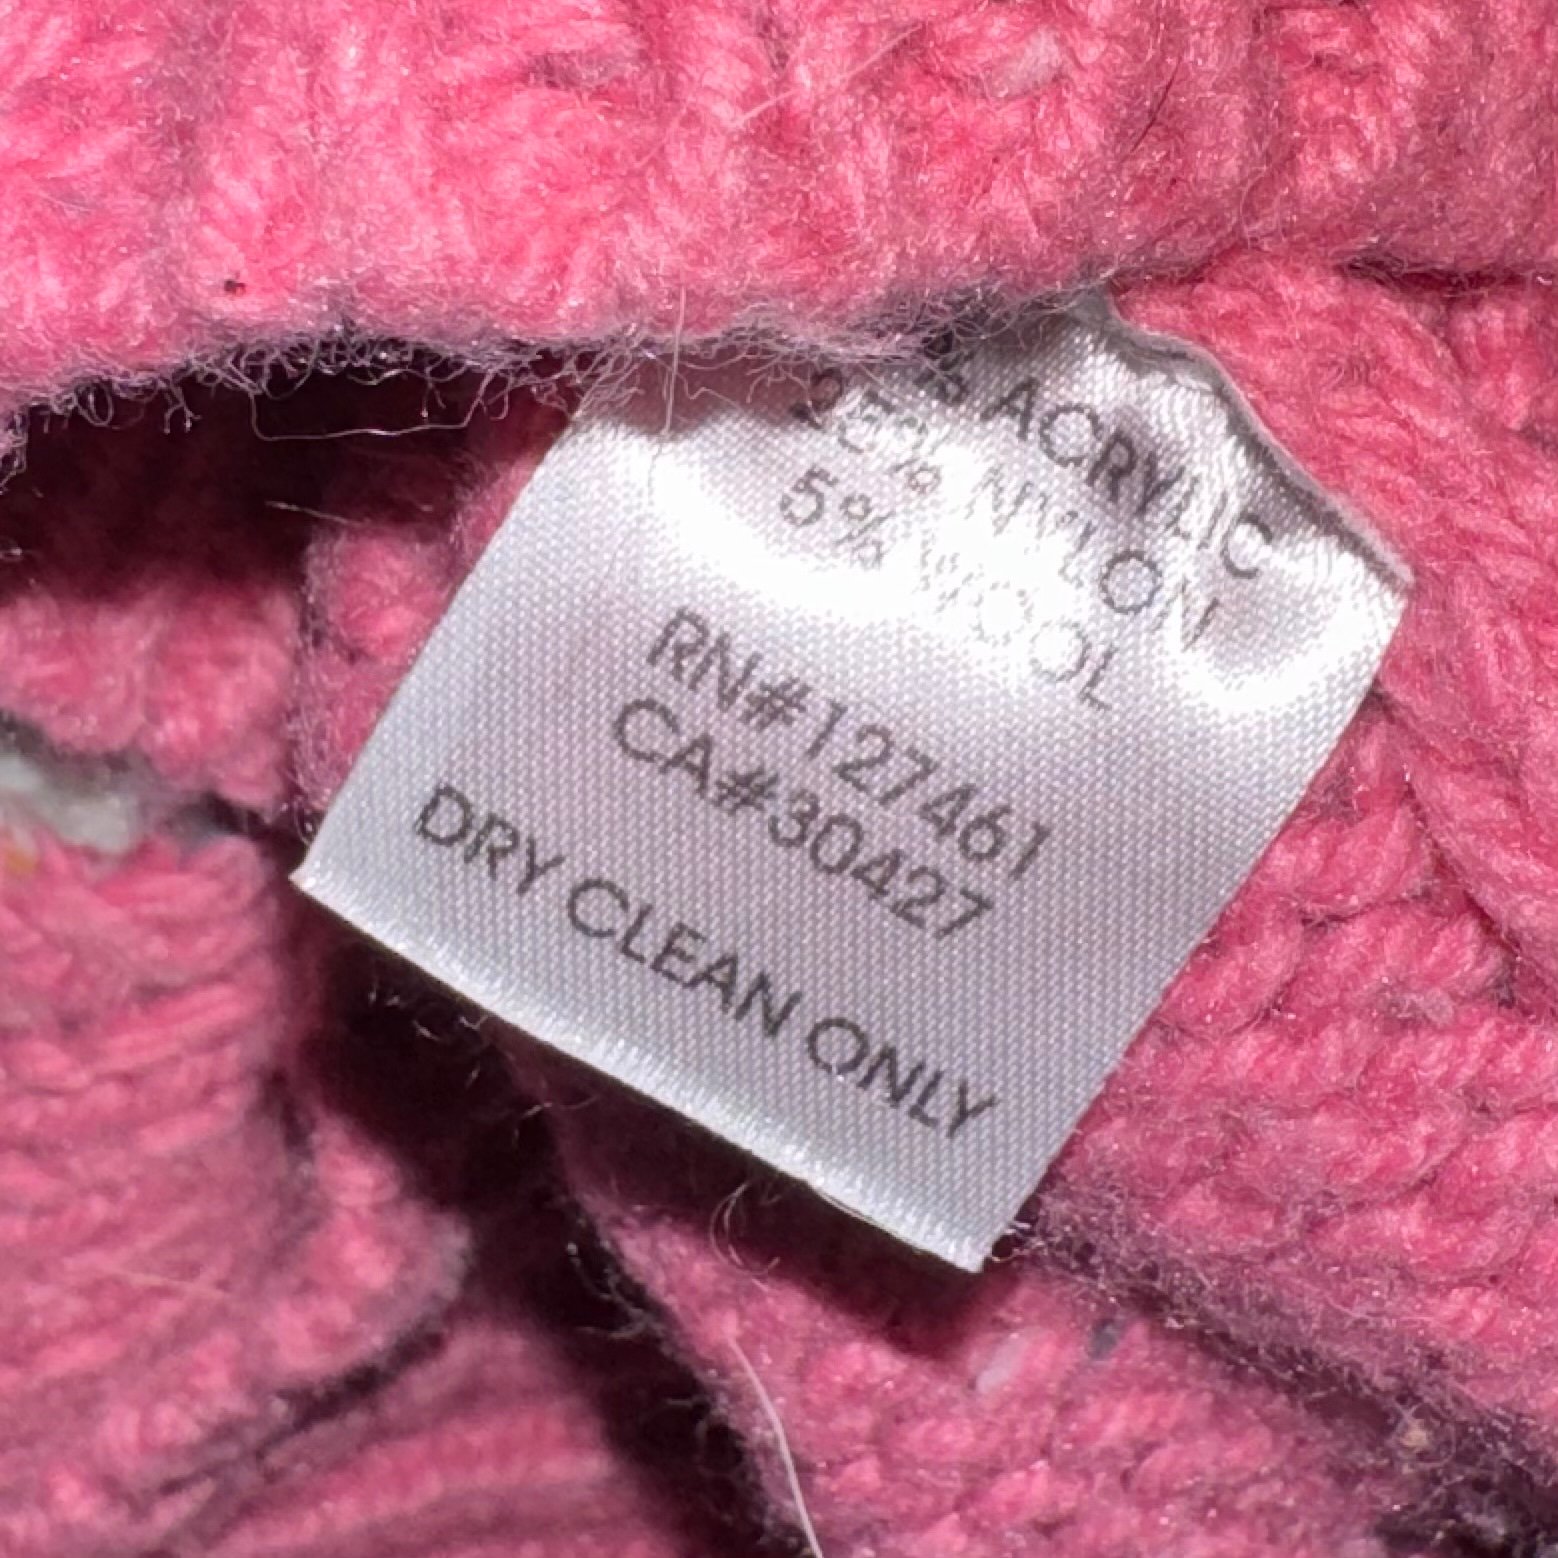 % ACRYLIC
25% NYLON
5% WOOL
RN#127461
CA#30427
DRY CLEAN ONLY